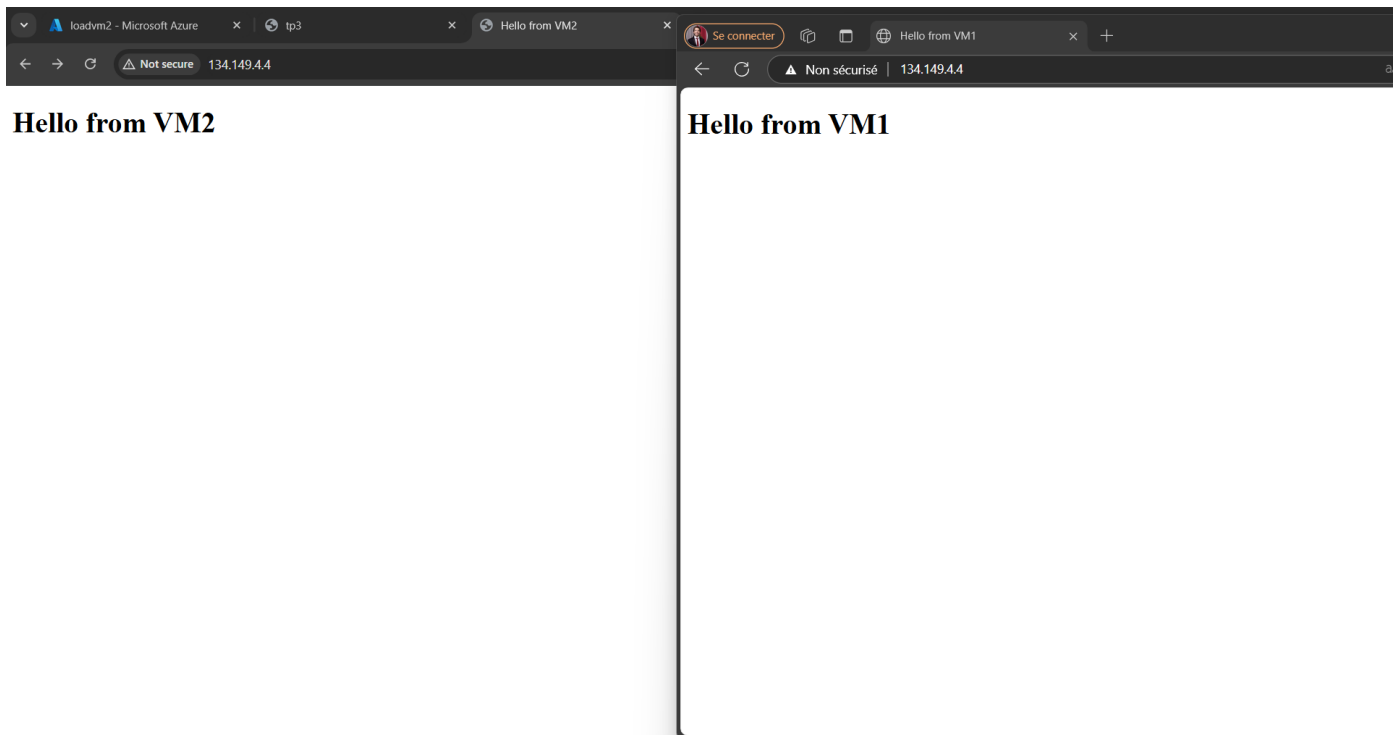 loadvm2 - Microsoft Azure
tp3
Hello from VM2
Not secure 134.149.4.4
Hello from VM2
Se connecter
Hello from VM1
Non sécurisé 134.149.4.4
Hello from VM1